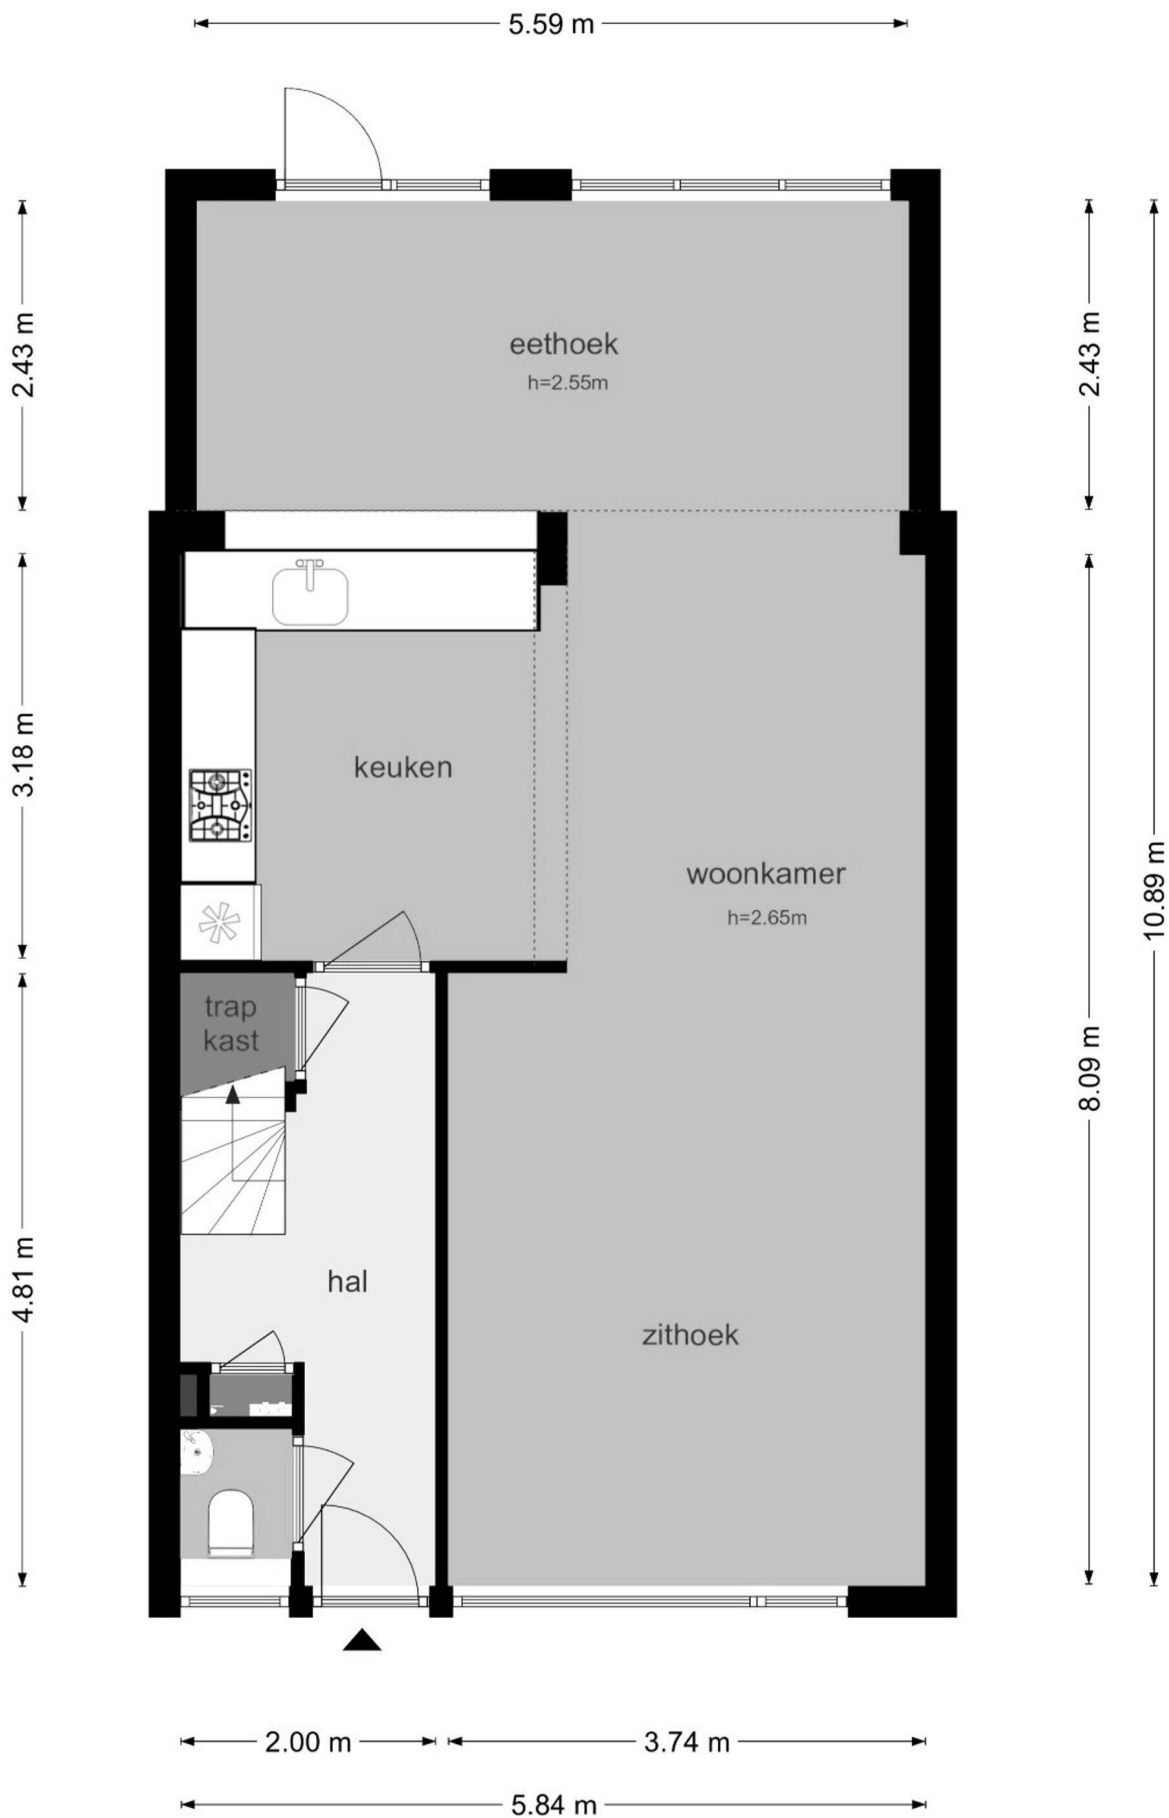 5.59 m
eethoek
h=2.55m
2.43 m
2.43 m
keuken
3.18 m
woonkamer
h=2.65m
10.89 m
trap
kast
8.09 m
hal
4.81 m
zithoek
2.00 m
3.74 m
5.84 m